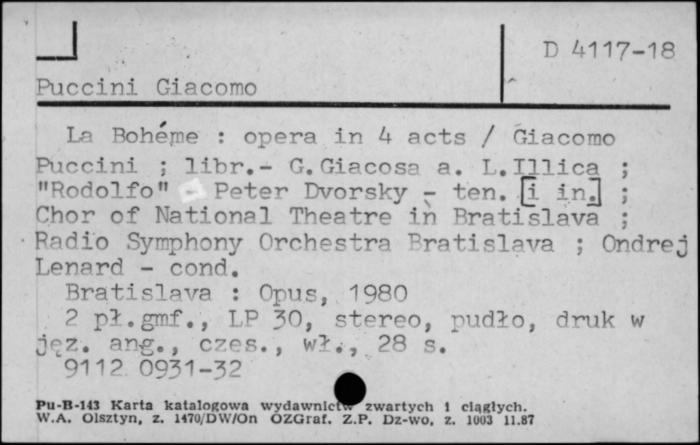 D 4117-18
Puccini Giacomo
La Bohéme : opera in 4 acts / Giacomo
Puccini ; libr.- G.Giacosa a. L.Illica ;
"Rodolfo" - Peter Dvorsky - ten. [i in.] ;
Chor of National Theatre in Bratislava ;
Radio Symphony Orchestra Bratislava ; Ondrej
Lenard - cond.
Bratislava : Opus, 1980
2 pł.gmf., LP 30, stereo, pudło, druk w
jęz. ang., czes., wł., 28 s.
9112 0931-32
Pu-B-143 Karta katalogowa wydawnictw zwartych i ciągłych.
W.A. Olsztyn, z. 1470/DW/On OZGraf. Z.P. Dz-wo, z. 1003 11.87